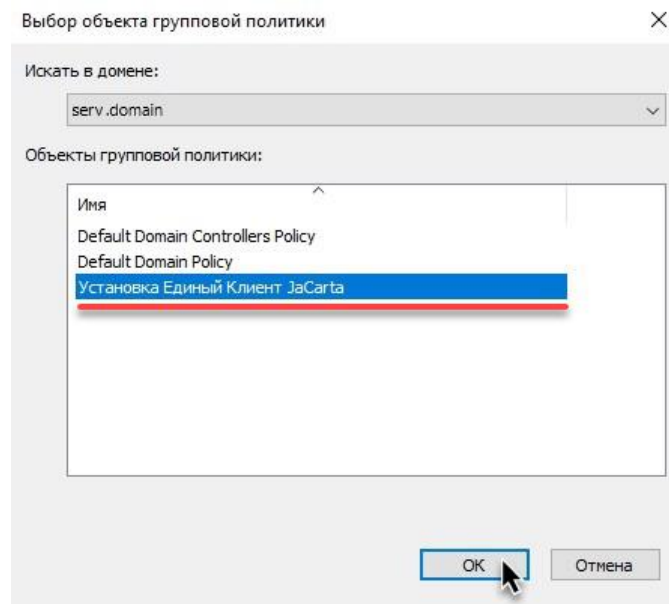 Выбор объекта групповой политики
Искать в домене:
serv.domain
Объекты групповой политики:
Имя
Default Domain Controllers Policy
Default Domain Policy
Установка Единый Клиент JaCarta
ОК
Отмена